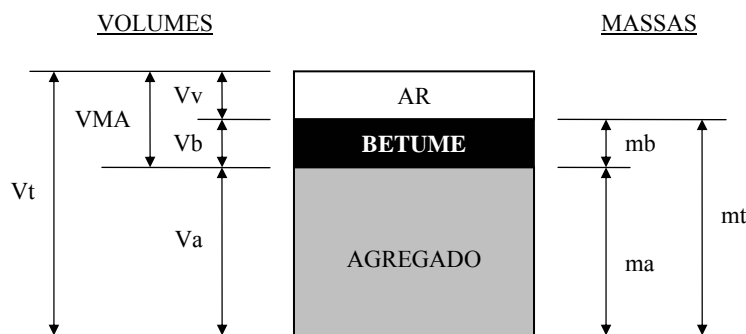 VOLUMES
MASSAS
Vv
AR
VMA
Vb
BETUME
mb
Vt
mt
Va
AGREGADO
ma